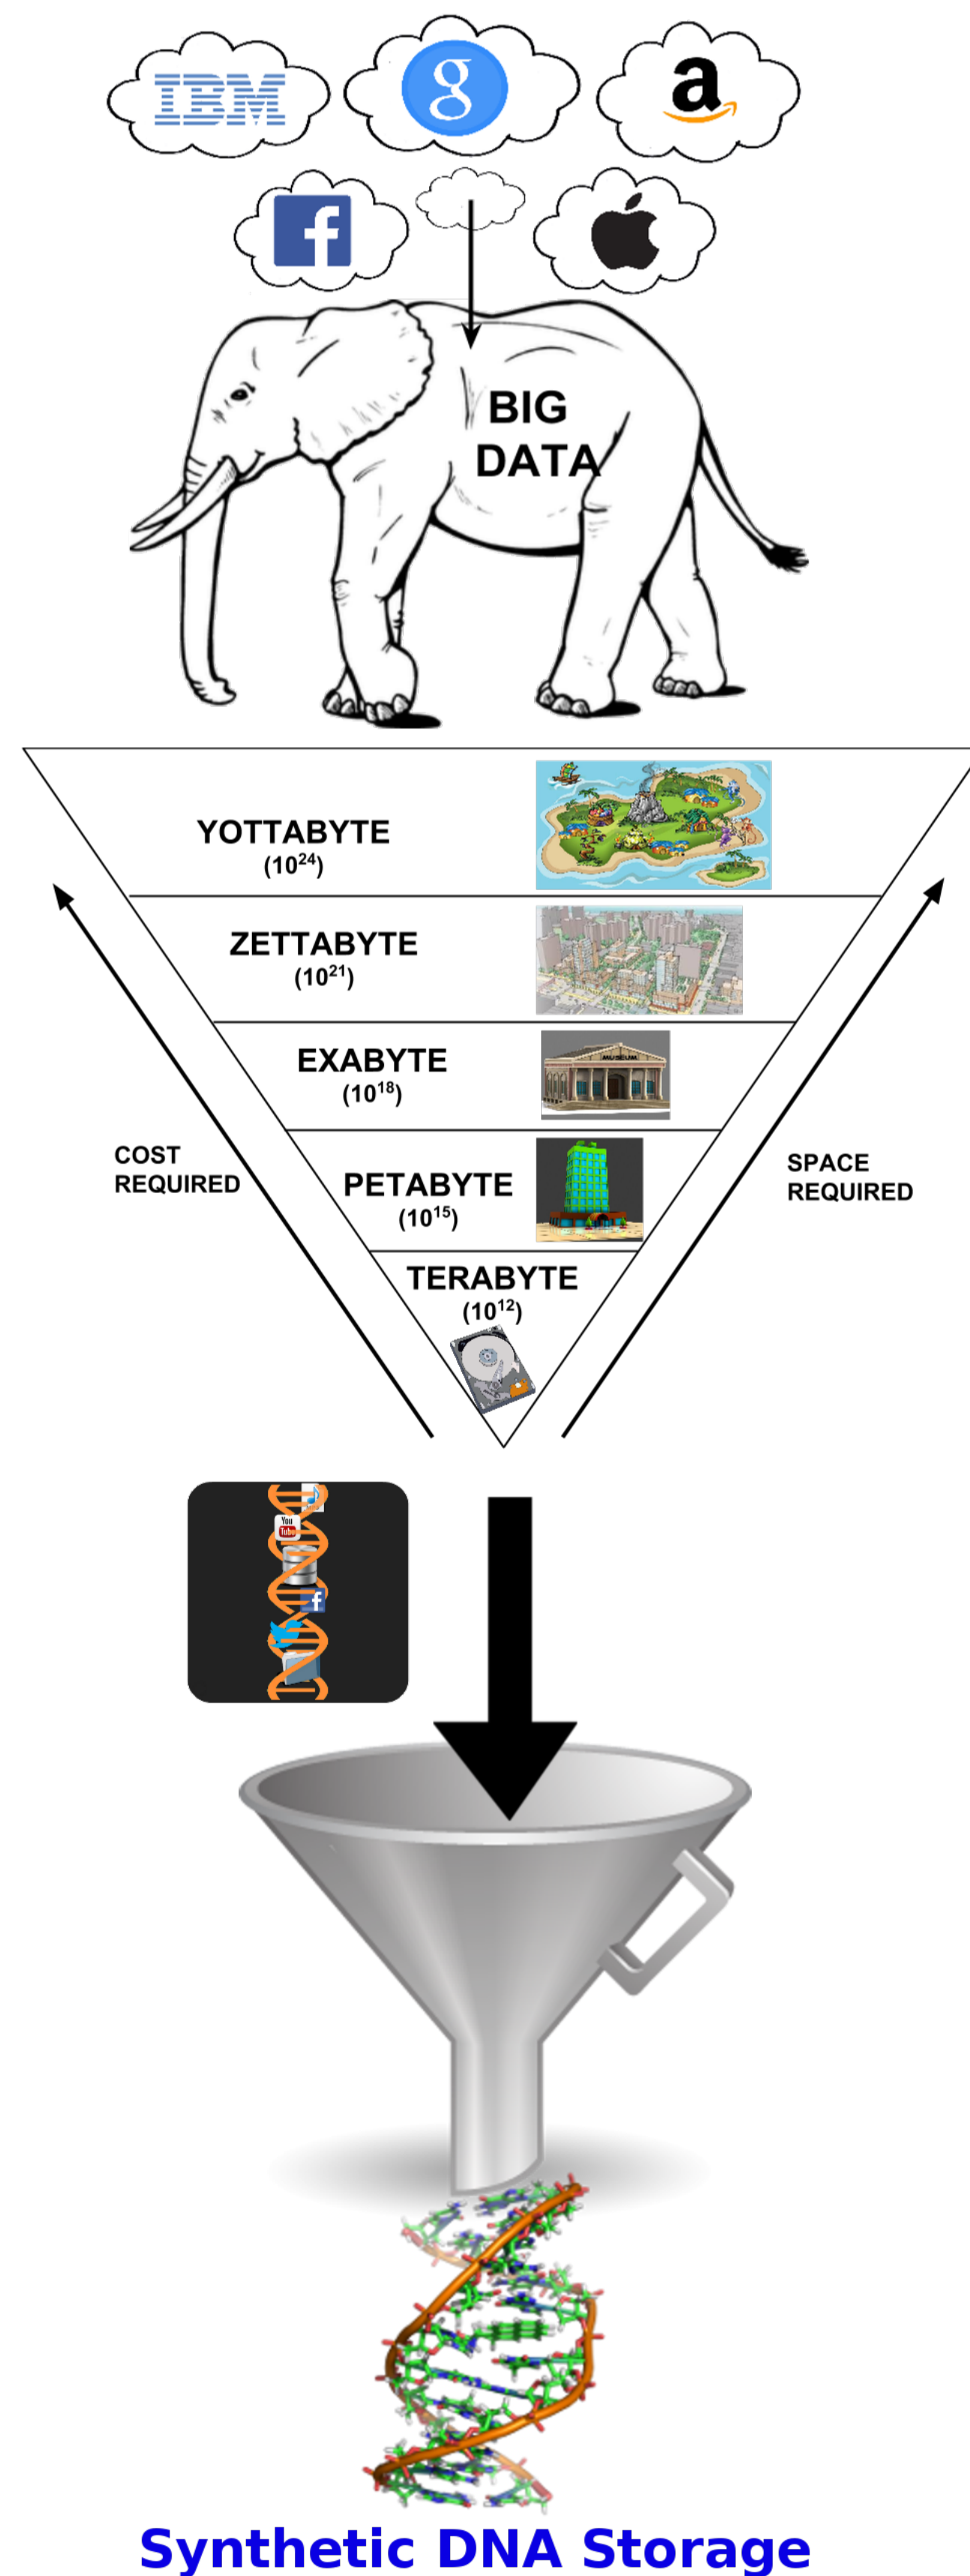 IBM
g
a
f
BIG
DATA
YOTTABYTE
(10²⁴)
ZETTABYTE
(10²¹)
EXABYTE
(10¹⁸)
MUSEUM
COST
REQUIRED
SPACE
REQUIRED
PETABYTE
(10¹⁵)
TERABYTE
(10¹²)
You
Tube
f
Synthetic DNA Storage